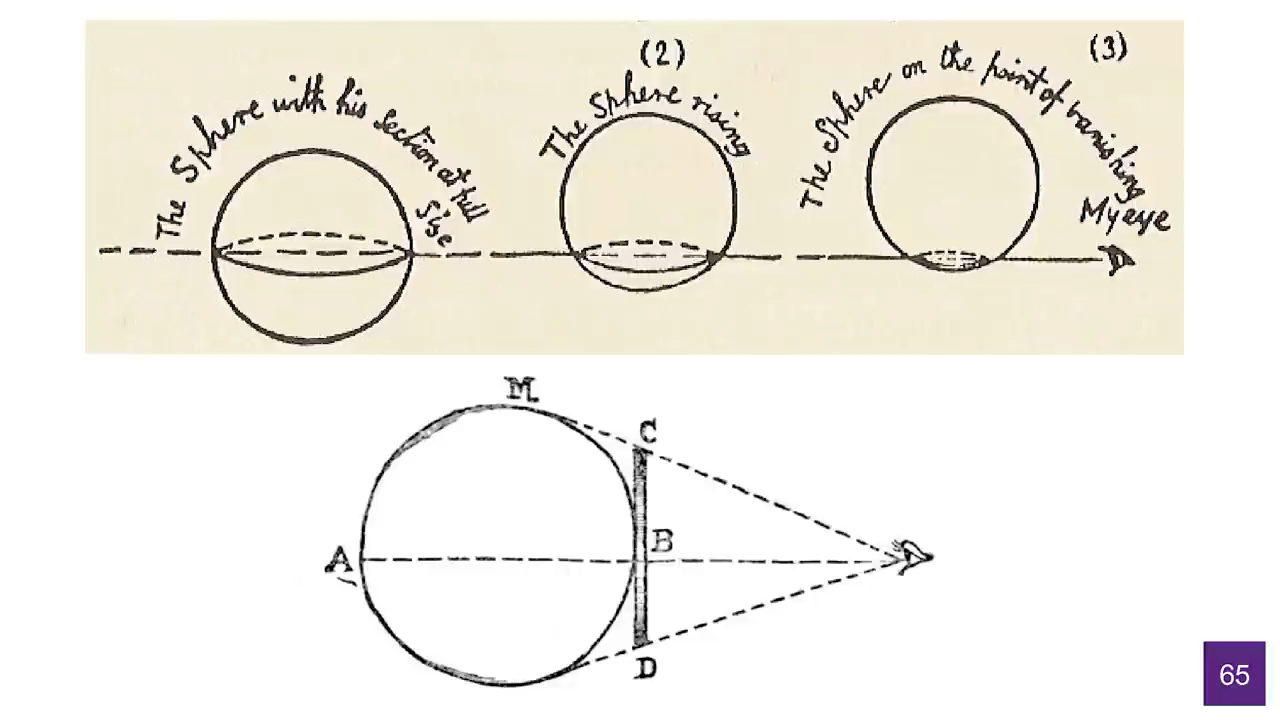 The Sphere with his section at full size
(2)
The Sphere rising
(3)
The Sphere on the point of vanishing
My eye
M
C
B
A
D
65